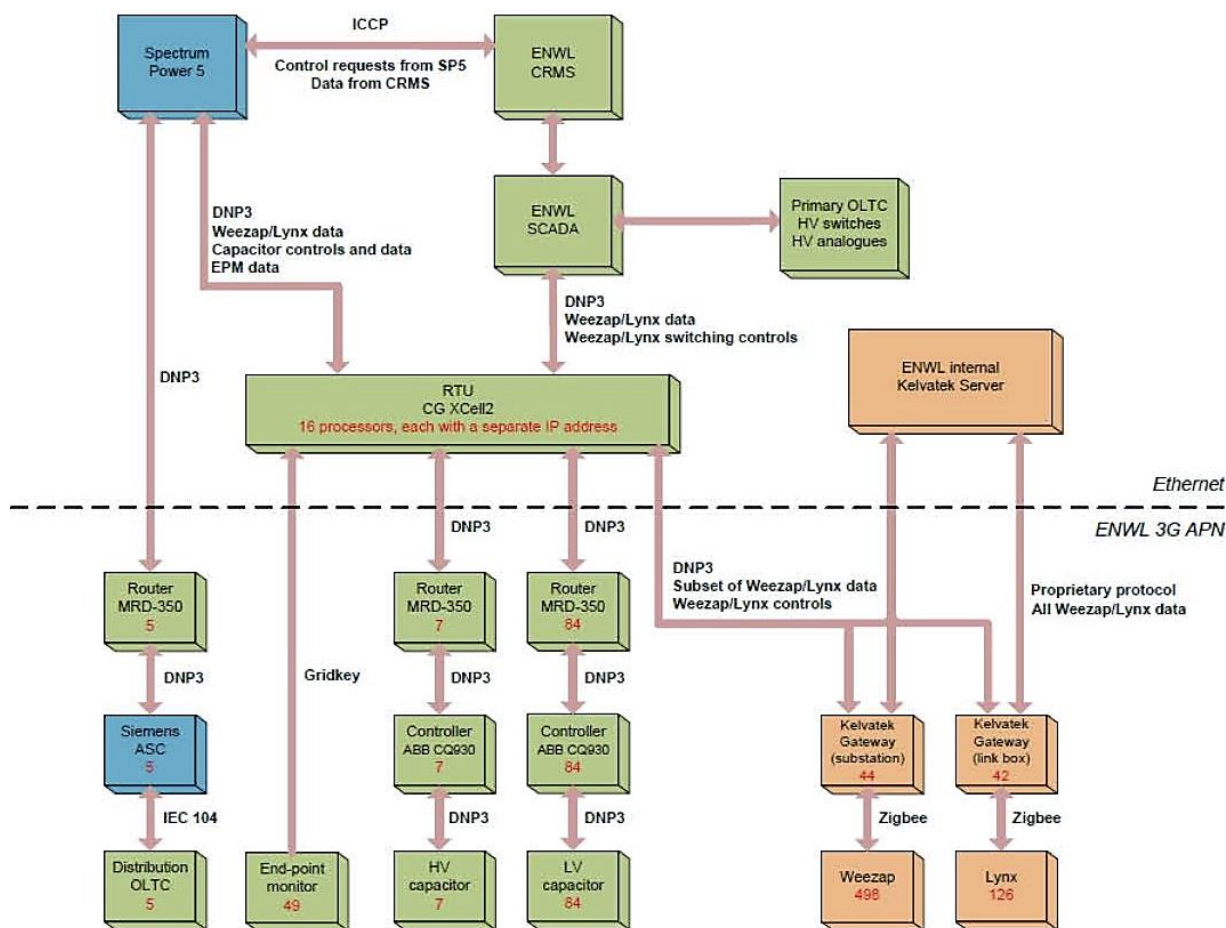 ICCP
Spectrum
Power 5
Control requests from SP5
Data from CRMS
ENWL
CRMS
DNP3
Weezap/Lynx data
Capacitor controls and data
EPM data
ENWL
SCADA
Primary OLTC
HV switches
HV analogues
DNP3
Weezap/Lynx data
Weezap/Lynx switching controls
DNP3
RTU
CG XCell2
16 processors, each with a separate IP address
ENWL internal
Kelvatek Server
Ethernet
ENWL 3G APN
DNP3
DNP3
DNP3
Subset of Weezap/Lynx data
Weezap/Lynx controls
Proprietary protocol
All Weezap/Lynx data
Router
MRD-350
5
Router
MRD-350
7
Router
MRD-350
84
DNP3
Gridkey
DNP3
DNP3
Siemens
ASC
5
Controller
ABB CQ930
7
Controller
ABB CQ930
84
Kelvatek
Gateway
(substation)
44
Kelvatek
Gateway
(link box)
42
IEC 104
DNP3
DNP3
Zigbee
Zigbee
Distribution
OLTC
5
End-point
monitor
49
HV
capacitor
7
LV
capacitor
84
Weezap
498
Lynx
126